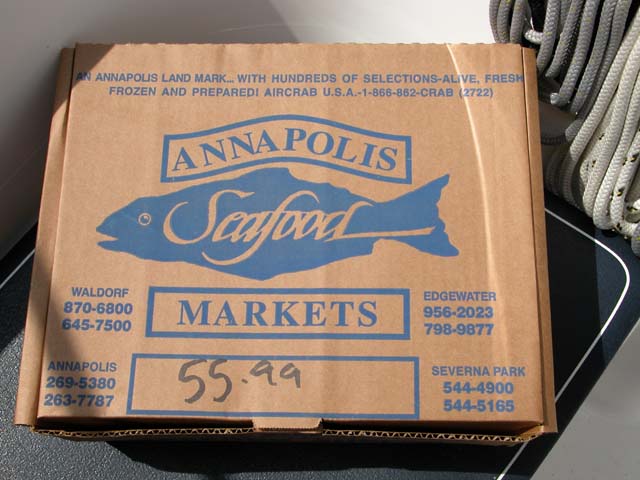 AN ANNAPOLIS LAND MARK... WITH HUNDREDS OF SELECTIONS-ALIVE, FRESH
FROZEN AND PREPARED! AIRCRAB U.S.A.-1-866-862-CRAB (2722)
ANNAPOLIS
Seafood
MARKETS
WALDORF
870-6800
645-7500
EDGEWATER
956-2023
798-9877
ANNAPOLIS
269-5380
263-7787
55.99
SEVERNA PARK
544-4900
544-5165